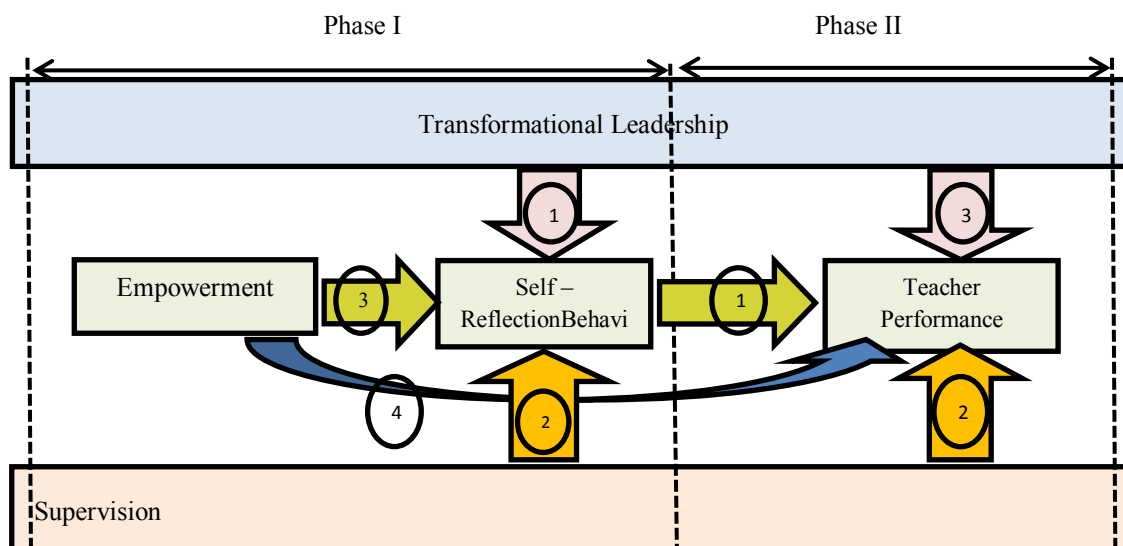 Phase I
Phase II
Transformational Leadership
1
3
Empowerment
3
Self –
ReflectionBehavi
1
Teacher
Performance
4
2
2
Supervision